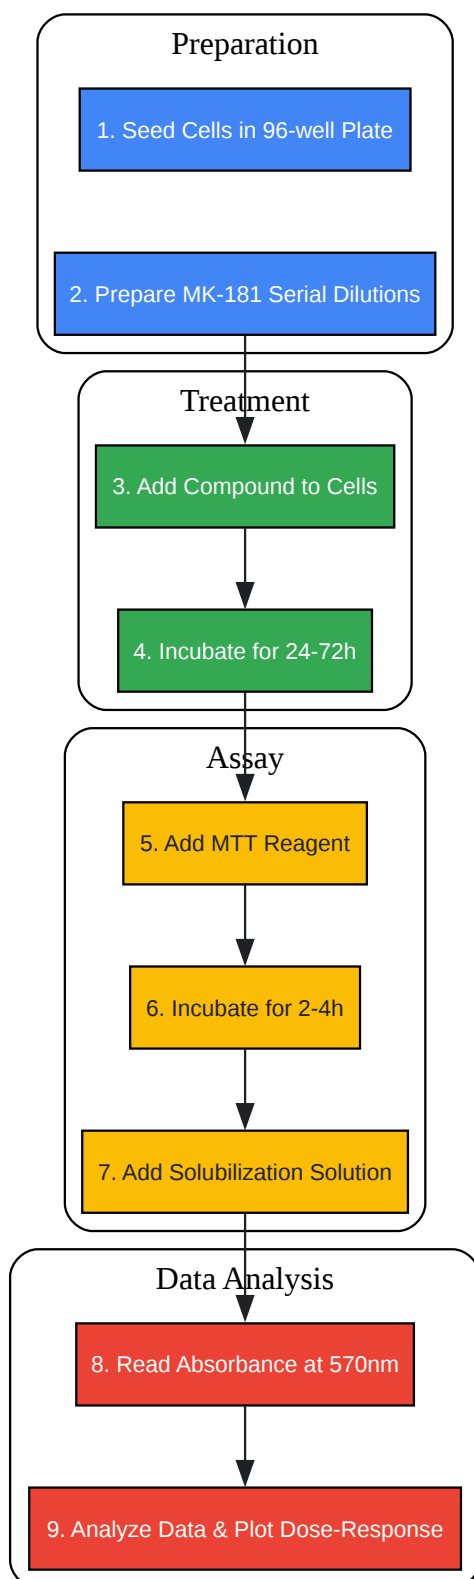 Preparation
1. Seed Cells in 96-well Plate
2. Prepare MK-181 Serial Dilutions
Treatment
3. Add Compound to Cells
4. Incubate for 24-72h
Assay
5. Add MTT Reagent
6. Incubate for 2-4h
7. Add Solubilization Solution
Data Analysis
8. Read Absorbance at 570nm
9. Analyze Data & Plot Dose-Response